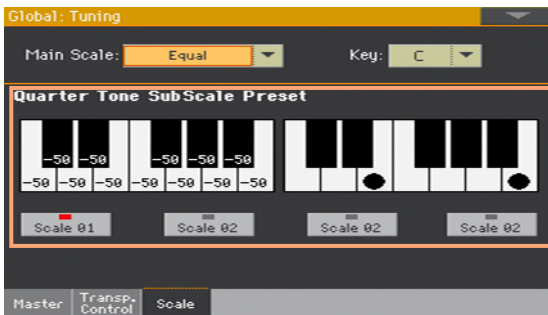 Global: Tuning
Main Scale: Equal Key: C
Quarter Tone SubScale Preset
-50 -50 -50 -50 -50
-50 -50 -50 -50 -50 -50 -50
Scale 01 Scale 02 Scale 02 Scale 02
Master Transp. Control Scale